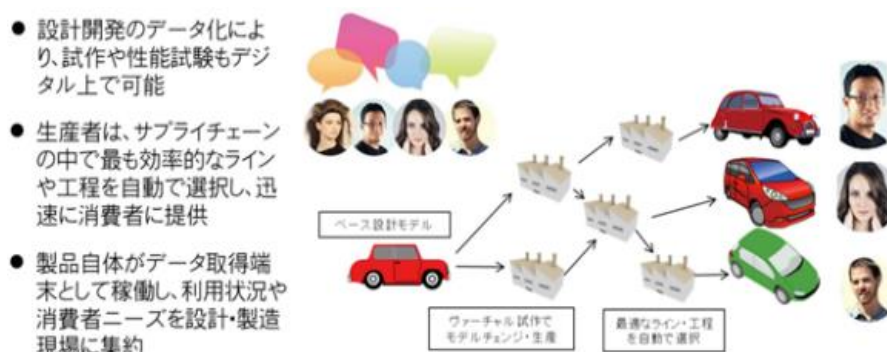 ● 設計開発のデータ化によ
り、試作や性能試験もデジ
タル上で可能
● 生産者は、サプライチェーン
の中で最も効率的なライン
や工程を自動で選択し、迅
速に消費者に提供
● 製品自体がデータ取得端
末として稼働し、利用状況や
消費者ニーズを設計・製造
現場に集約
ベース設計モデル
ヴァーチャル試作で
モデルチェンジ・生産
最適なライン・工程
を自動で選択